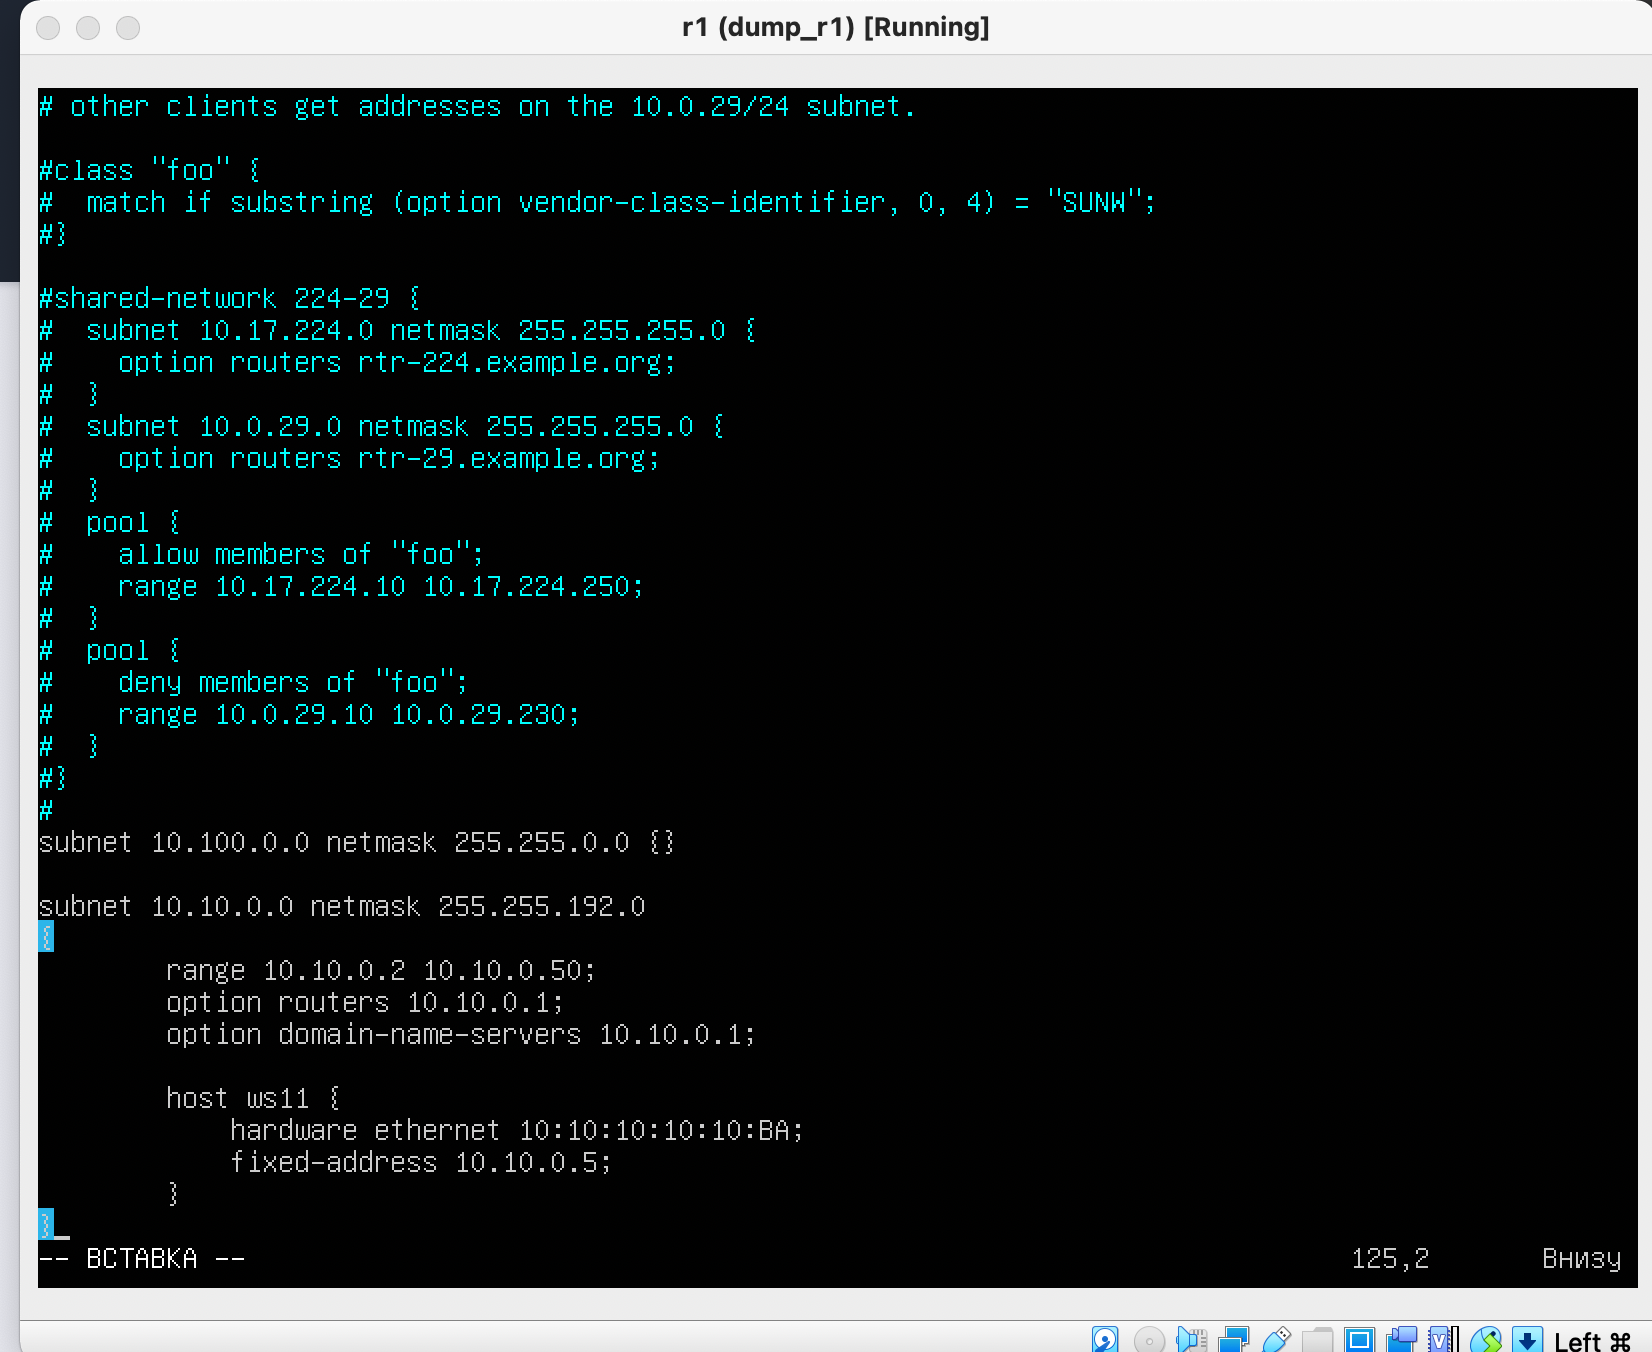 r1 (dump_r1) [Running]
# other clients get addresses on the 10.0.29/24 subnet.
#class "foo" {
#  match if substring (option vendor-class-identifier, 0, 4) = "SUNW";
#}
#shared-network 224-29 {
#  subnet 10.17.224.0 netmask 255.255.255.0 {
#    option routers rtr-224.example.org;
#  }
#  subnet 10.0.29.0 netmask 255.255.255.0 {
#    option routers rtr-29.example.org;
#  }
#  pool {
#    allow members of "foo";
#    range 10.17.224.10 10.17.224.250;
#  }
#  pool {
#    deny members of "foo";
#    range 10.0.29.10 10.0.29.230;
#  }
#}
#
subnet 10.100.0.0 netmask 255.255.0.0 {}
subnet 10.10.0.0 netmask 255.255.192.0
{
        range 10.10.0.2 10.10.0.50;
        option routers 10.10.0.1;
        option domain-name-servers 10.10.0.1;
        host ws11 {
            hardware ethernet 10:10:10:10:10:BA;
            fixed-address 10.10.0.5;
        }
}
-- ВСТАВКА -- 125,2 Внизу
Left ⌘